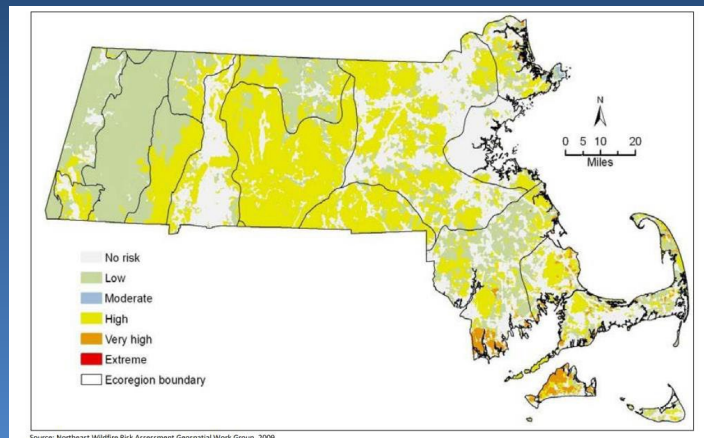 N
0 5 10 20
Miles
No risk
Low
Moderate
High
Very high
Extreme
Ecoregion boundary
Source: Northeast Wildfire Risk Assessment Geospatial Work Group, 2009